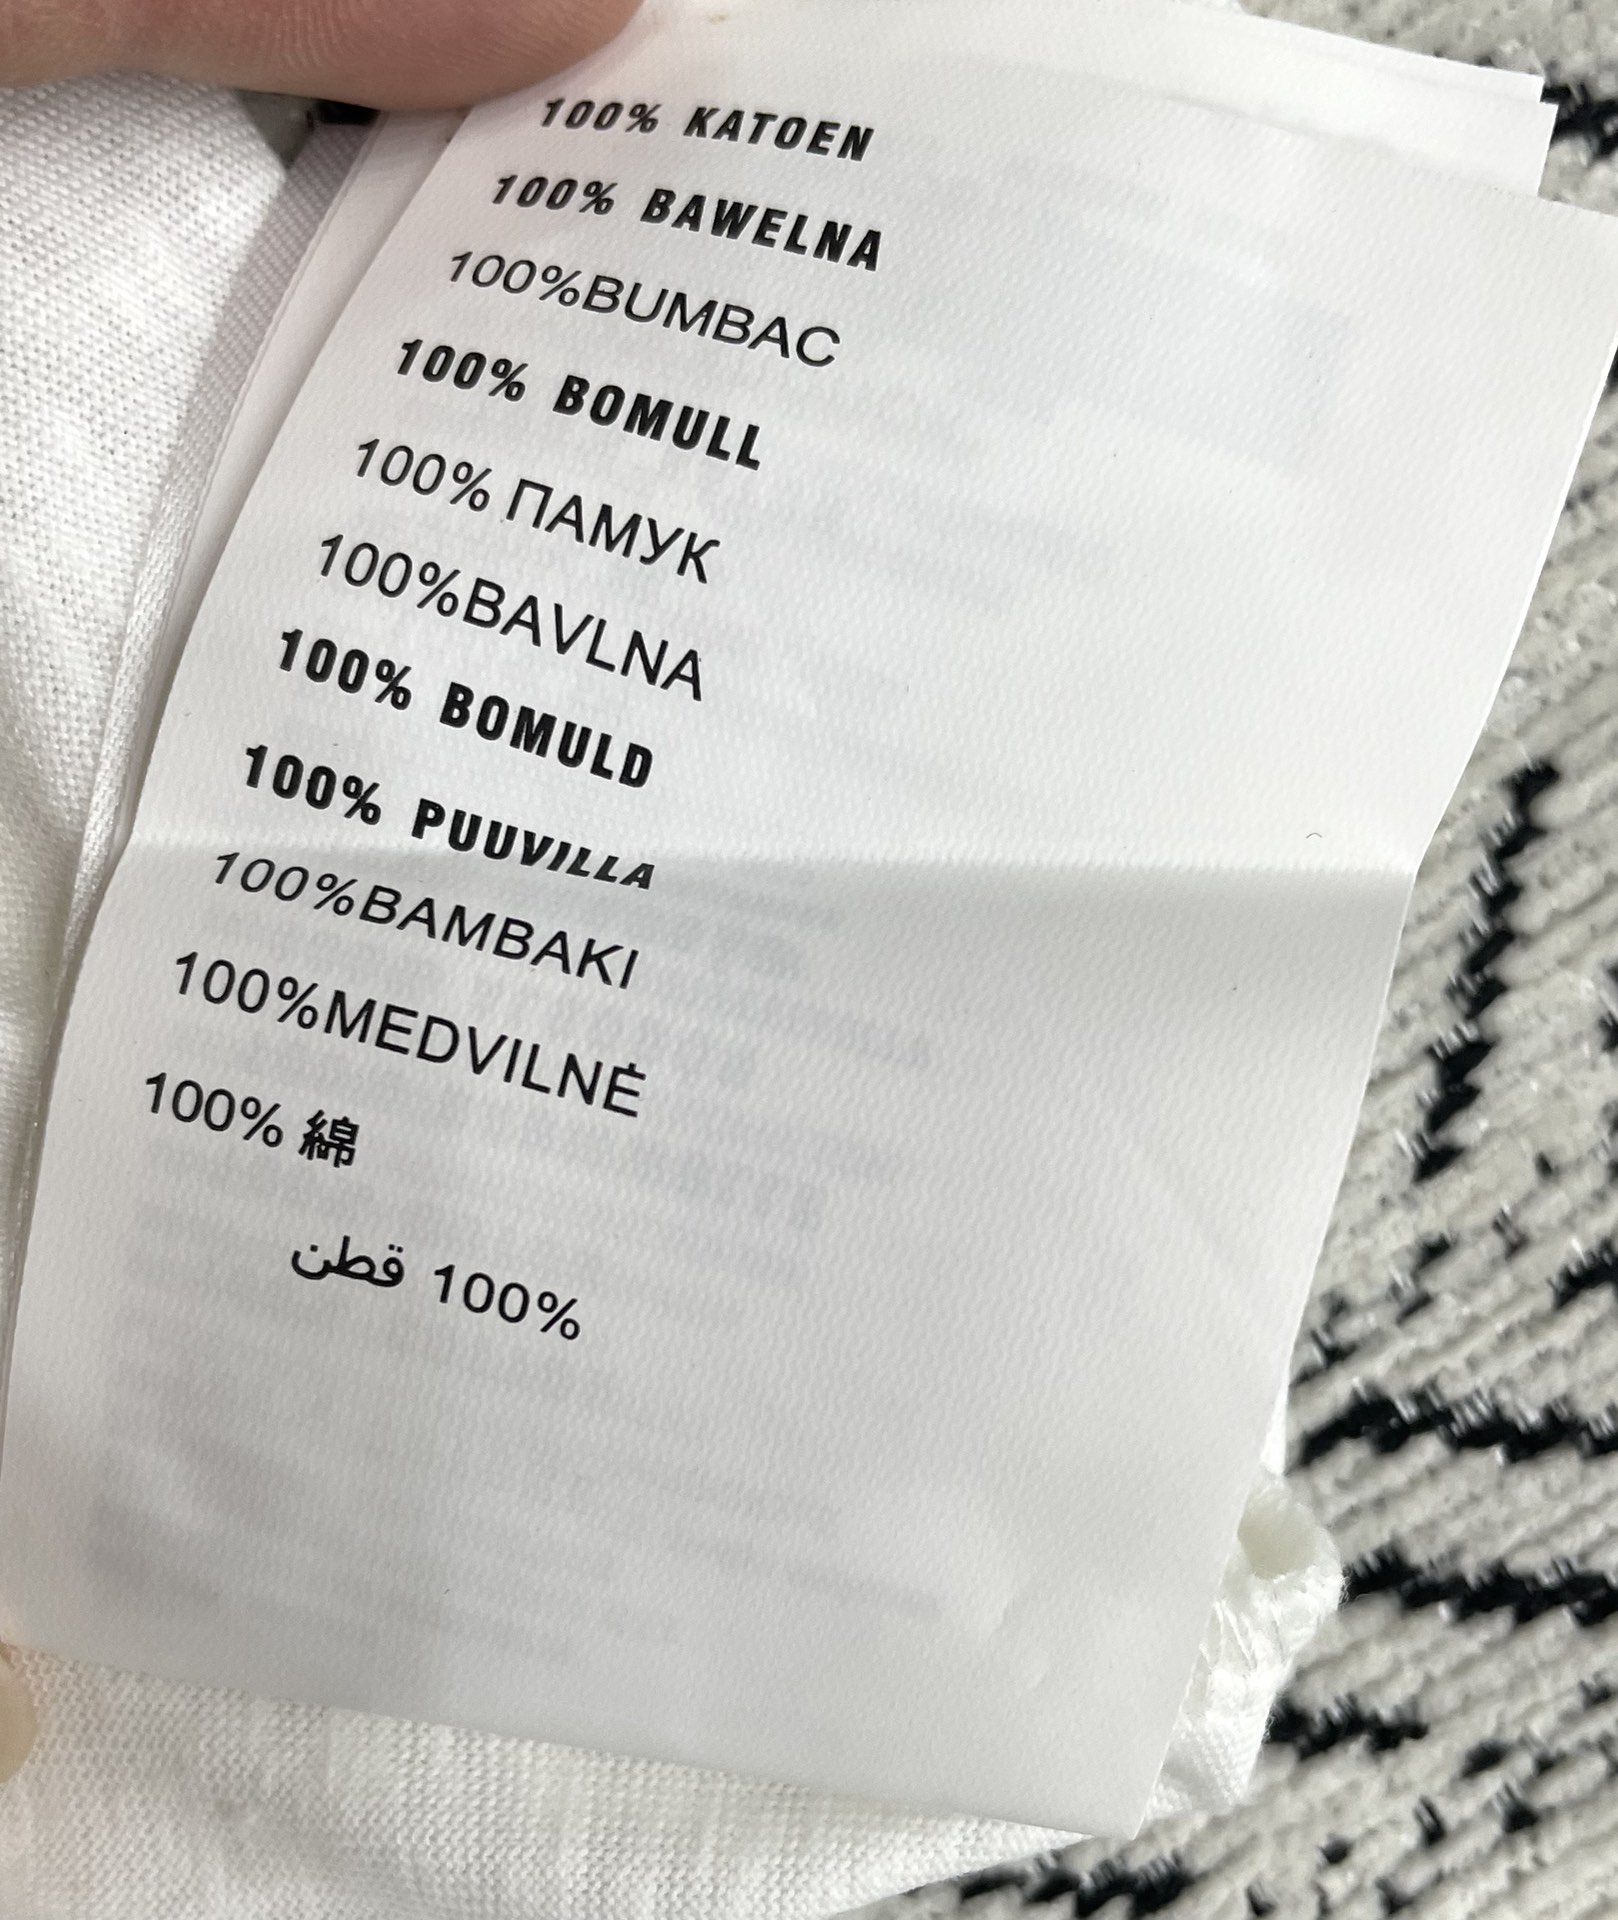 100% KATOEN
100% BAWELNA
100%BUMBAC
100% BOMULL
100% ПАМУК
100%BAVLNA
100% BOMULD
100% PUUVILLA
100%BAMBAKI
100%MEDVILNĖ
100% 綿
100% قطن